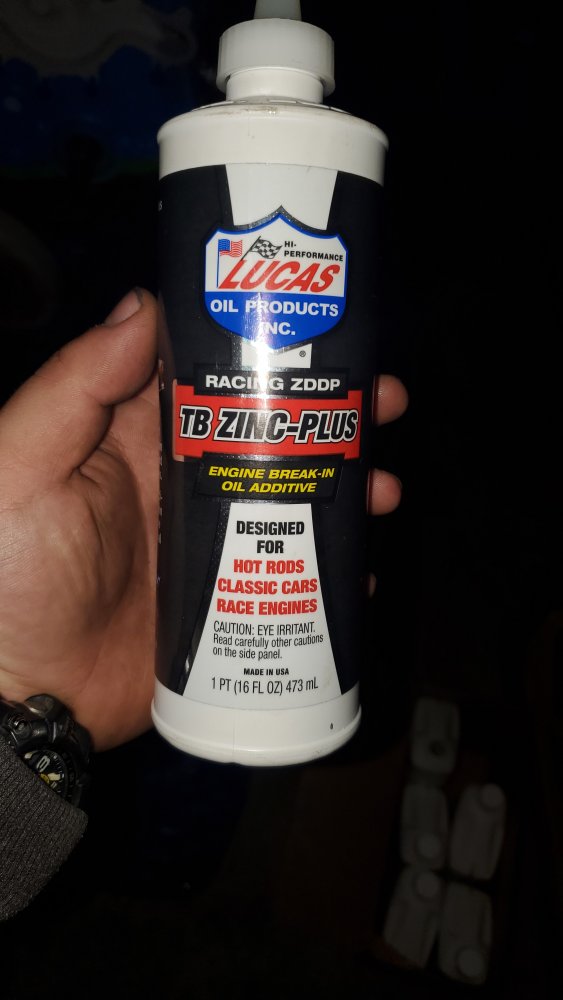 HI-
PERFORMANCE
LUCAS
OIL PRODUCTS
INC.
®
RACING ZDDP
TB ZINC-PLUS
ENGINE BREAK-IN
OIL ADDITIVE
DESIGNED
FOR
HOT RODS
CLASSIC CARS
RACE ENGINES
CAUTION: EYE IRRITANT.
Read carefully other cautions
on the side panel.
MADE IN USA
1 PT (16 FL OZ) 473 mL